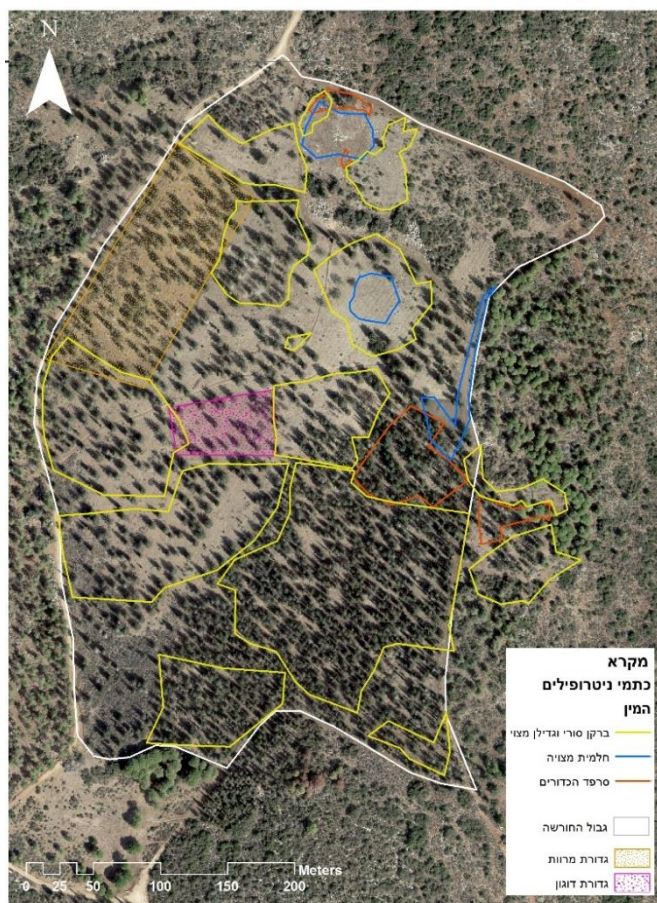 N
מקרא
כתמי ניטרופילים
המין
ברקן סורי וגדילן מצוי
חלמית מצויה
סרפד הכדורים
גבול החורשה
גדורת מרוות
גדורת דוגון
Meters
0 25 50 100 150 200